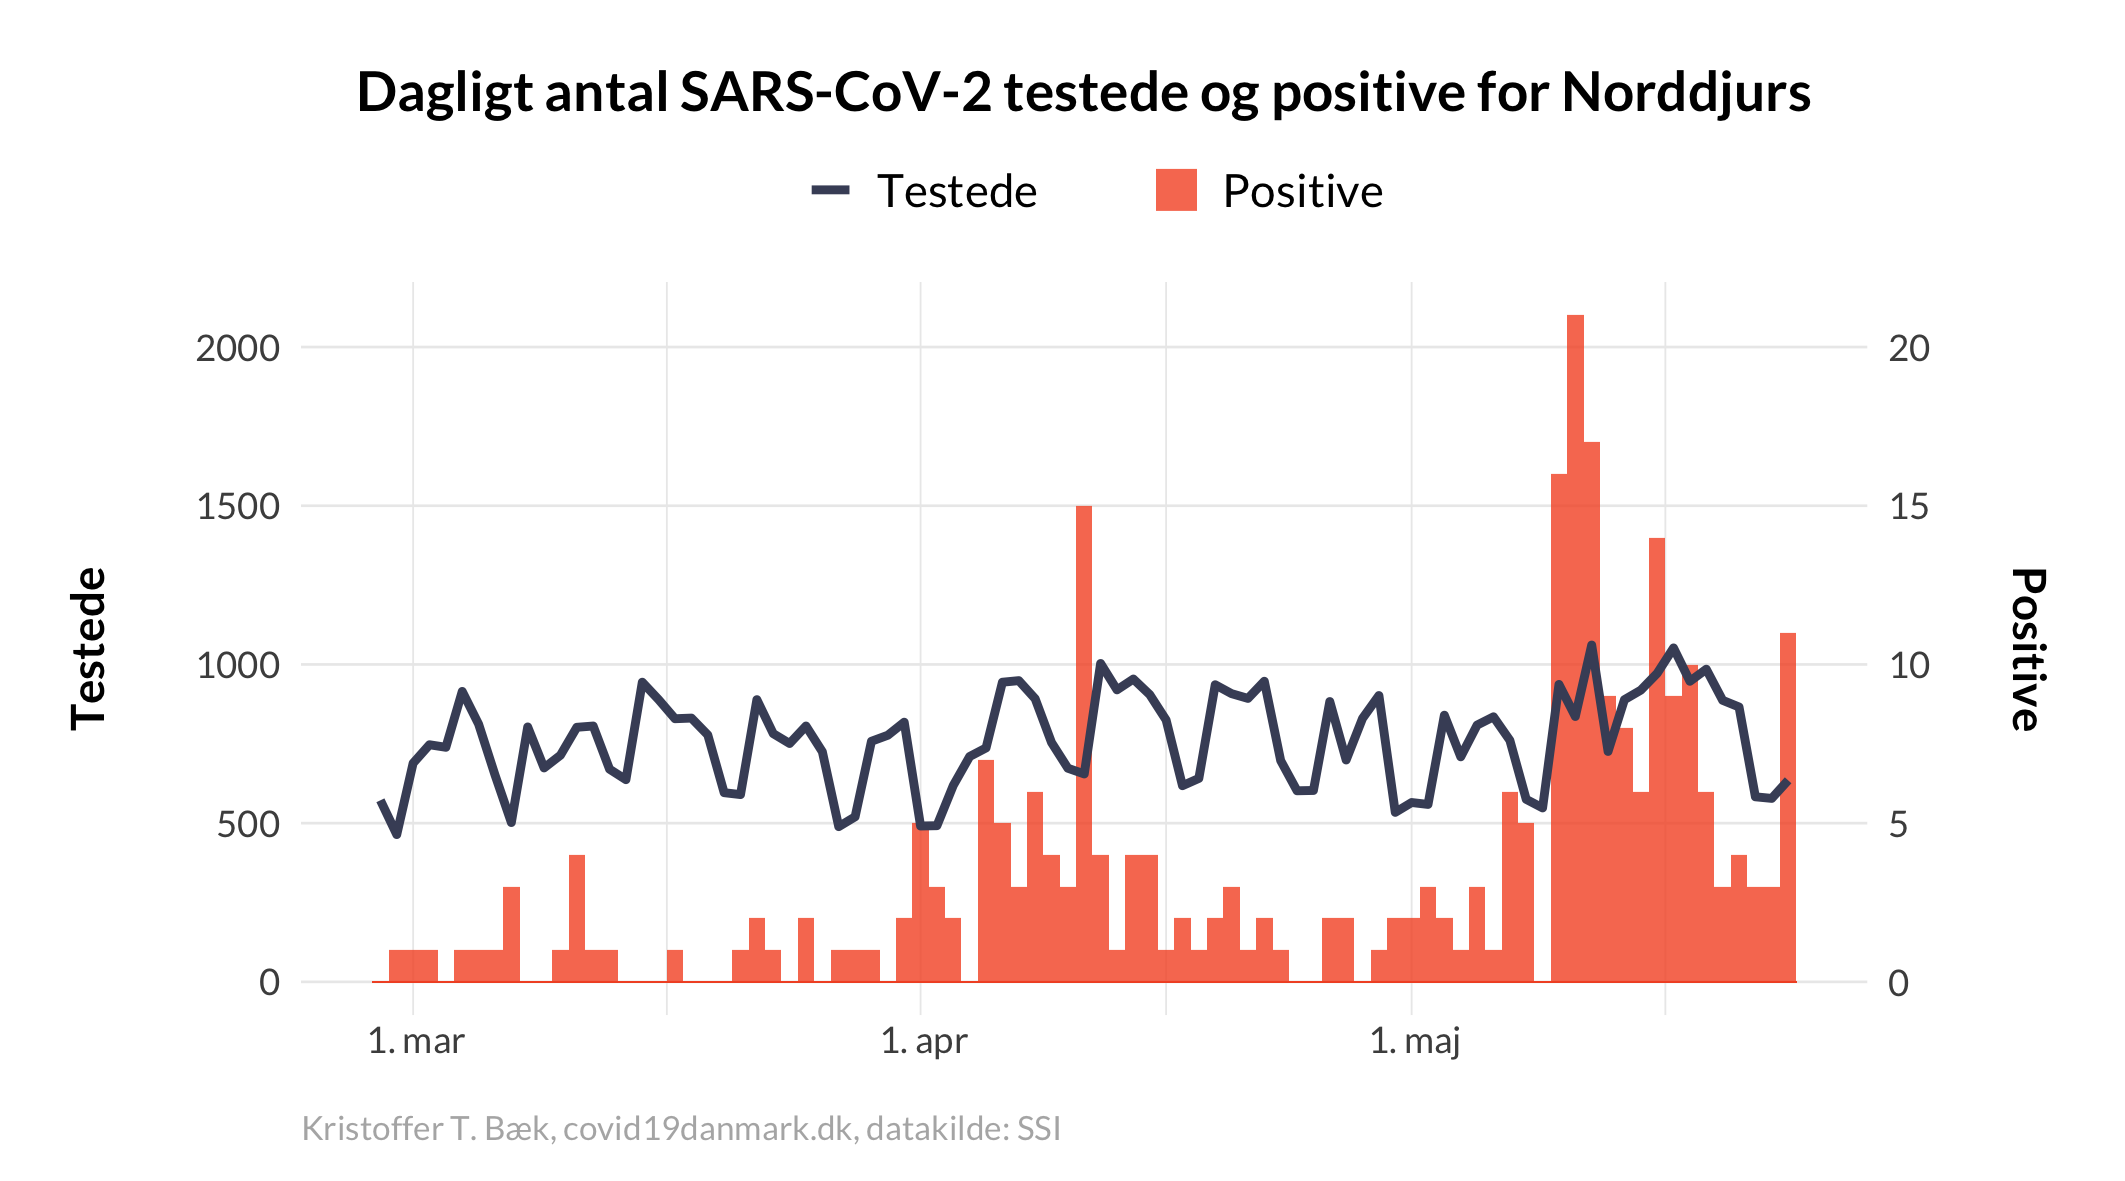 Dagligt antal SARS-CoV-2 testede og positive for Norddjurs
Testede
Positive
2000
1500
1000
500
0
20
15
10
5
0
Testede
Positive
1. mar
1. apr
1. maj
Kristoffer T. Bæk, covid19danmark.dk, datakilde: SSI